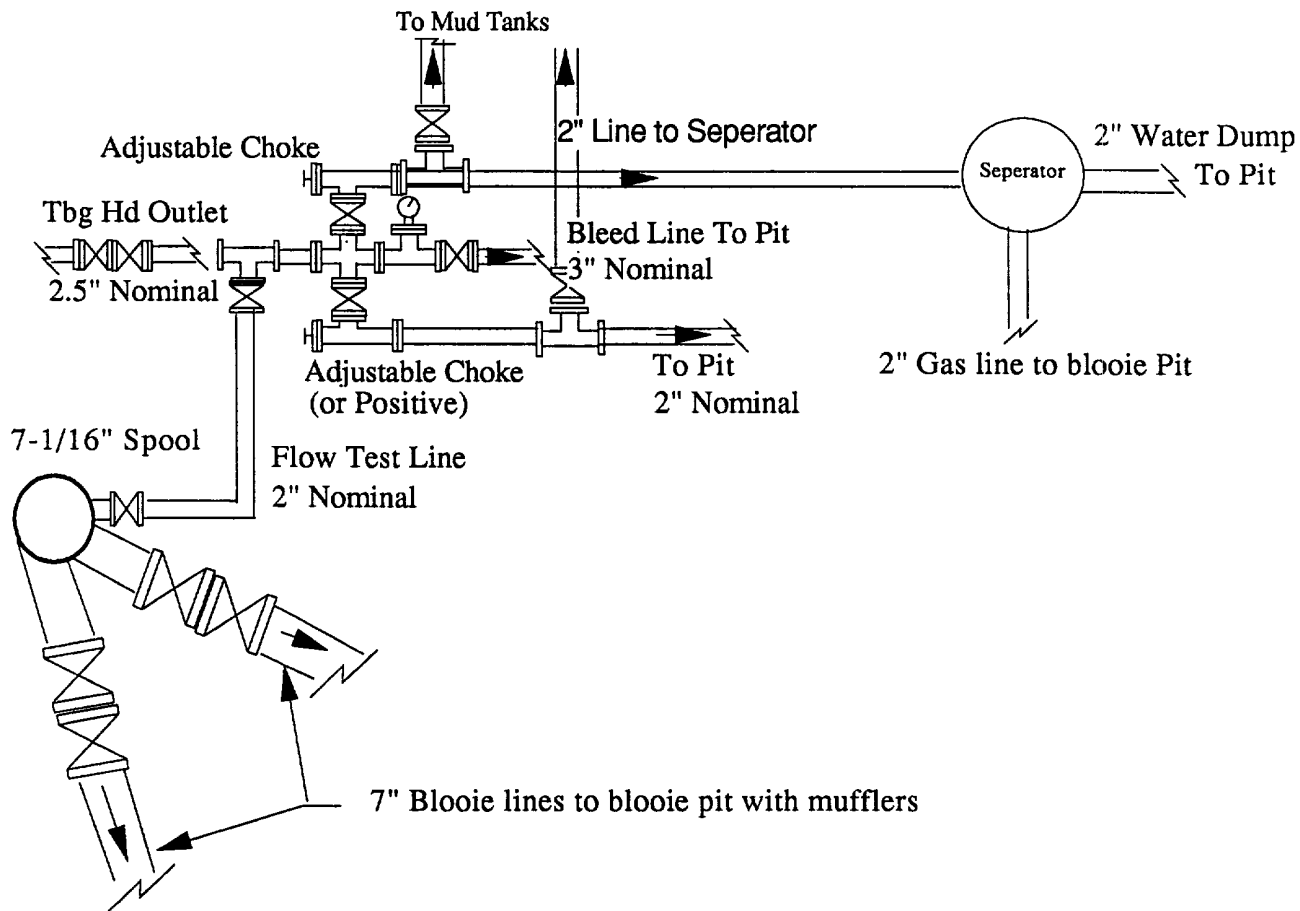 To Mud Tanks
Adjustable Choke
2" Line to Seperator
Seperator
2" Water Dump
To Pit
Tbg Hd Outlet
2.5" Nominal
Bleed Line To Pit
3" Nominal
Adjustable Choke
(or Positive)
To Pit
2" Nominal
2" Gas line to blooie Pit
7-1/16" Spool
Flow Test Line
2" Nominal
7" Blooie lines to blooie pit with mufflers